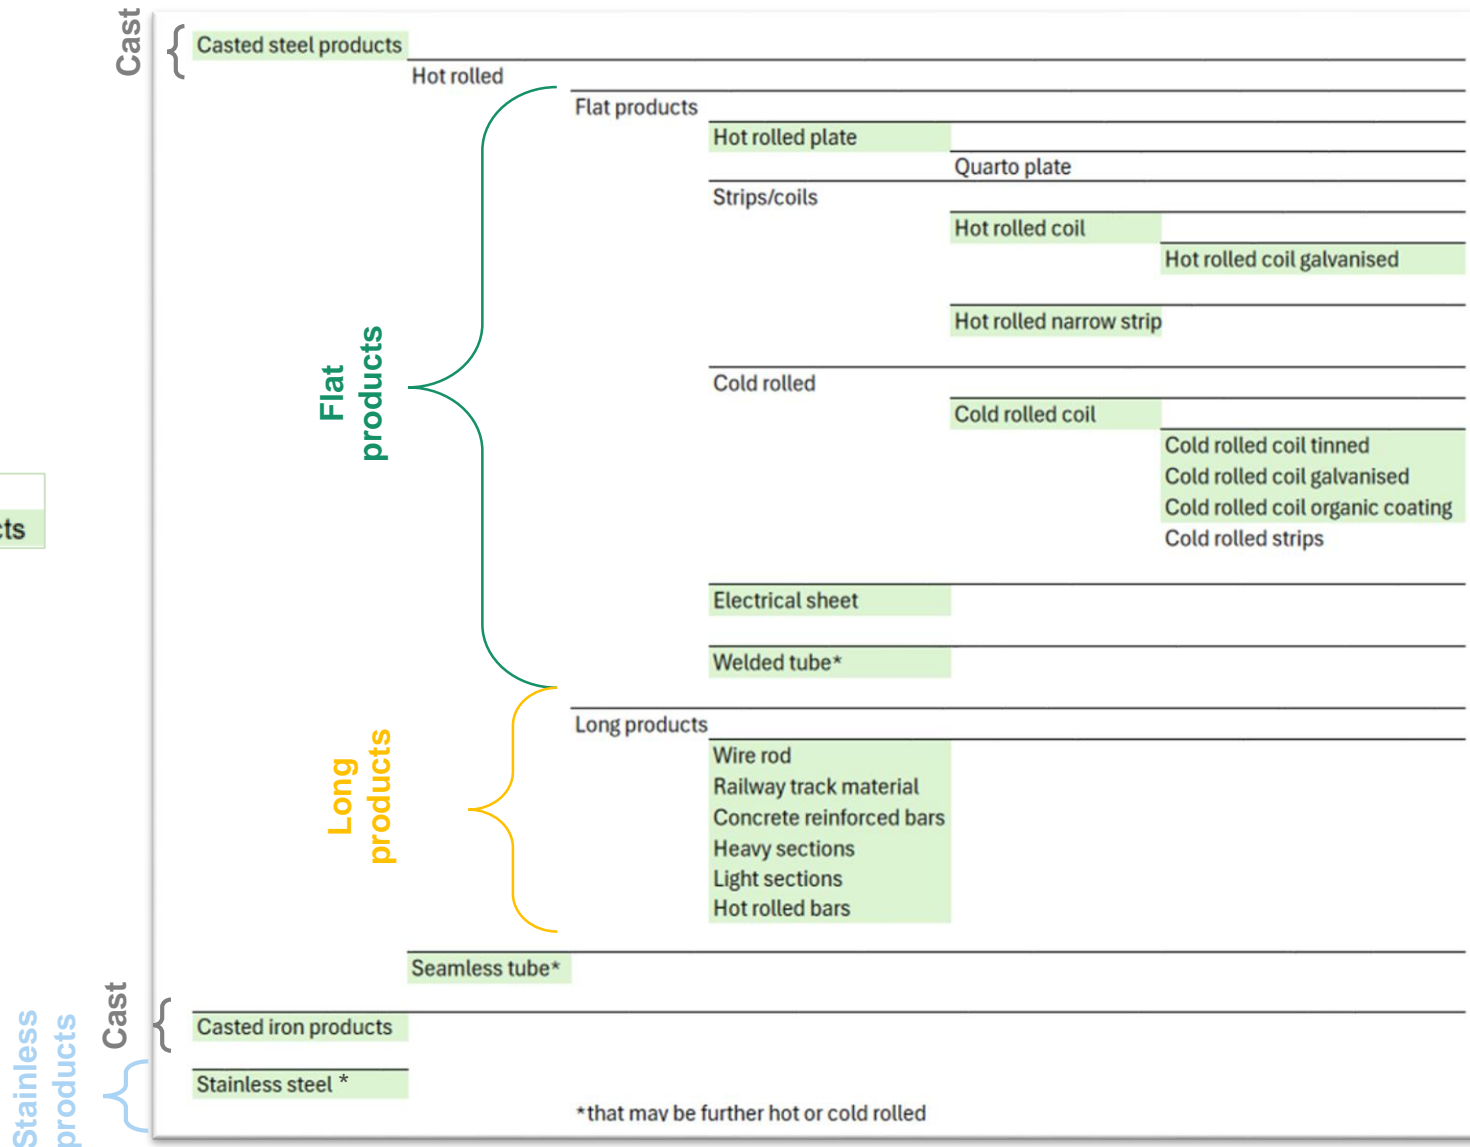 Cast
Casted steel products
Hot rolled
Flat products
Hot rolled plate
Quarto plate
Strips/coils
Hot rolled coil
Hot rolled coil galvanised
Hot rolled narrow strip
Flat
products
Cold rolled
Cold rolled coil
Cold rolled coil tinned
Cold rolled coil galvanised
Cold rolled coil organic coating
Cold rolled strips
Electrical sheet
Welded tube*
Long products
Long
products
Wire rod
Railway track material
Concrete reinforced bars
Heavy sections
Light sections
Hot rolled bars
Seamless tube*
Cast
Casted iron products
Stainless
products
Stainless steel *
*that may be further hot or cold rolled